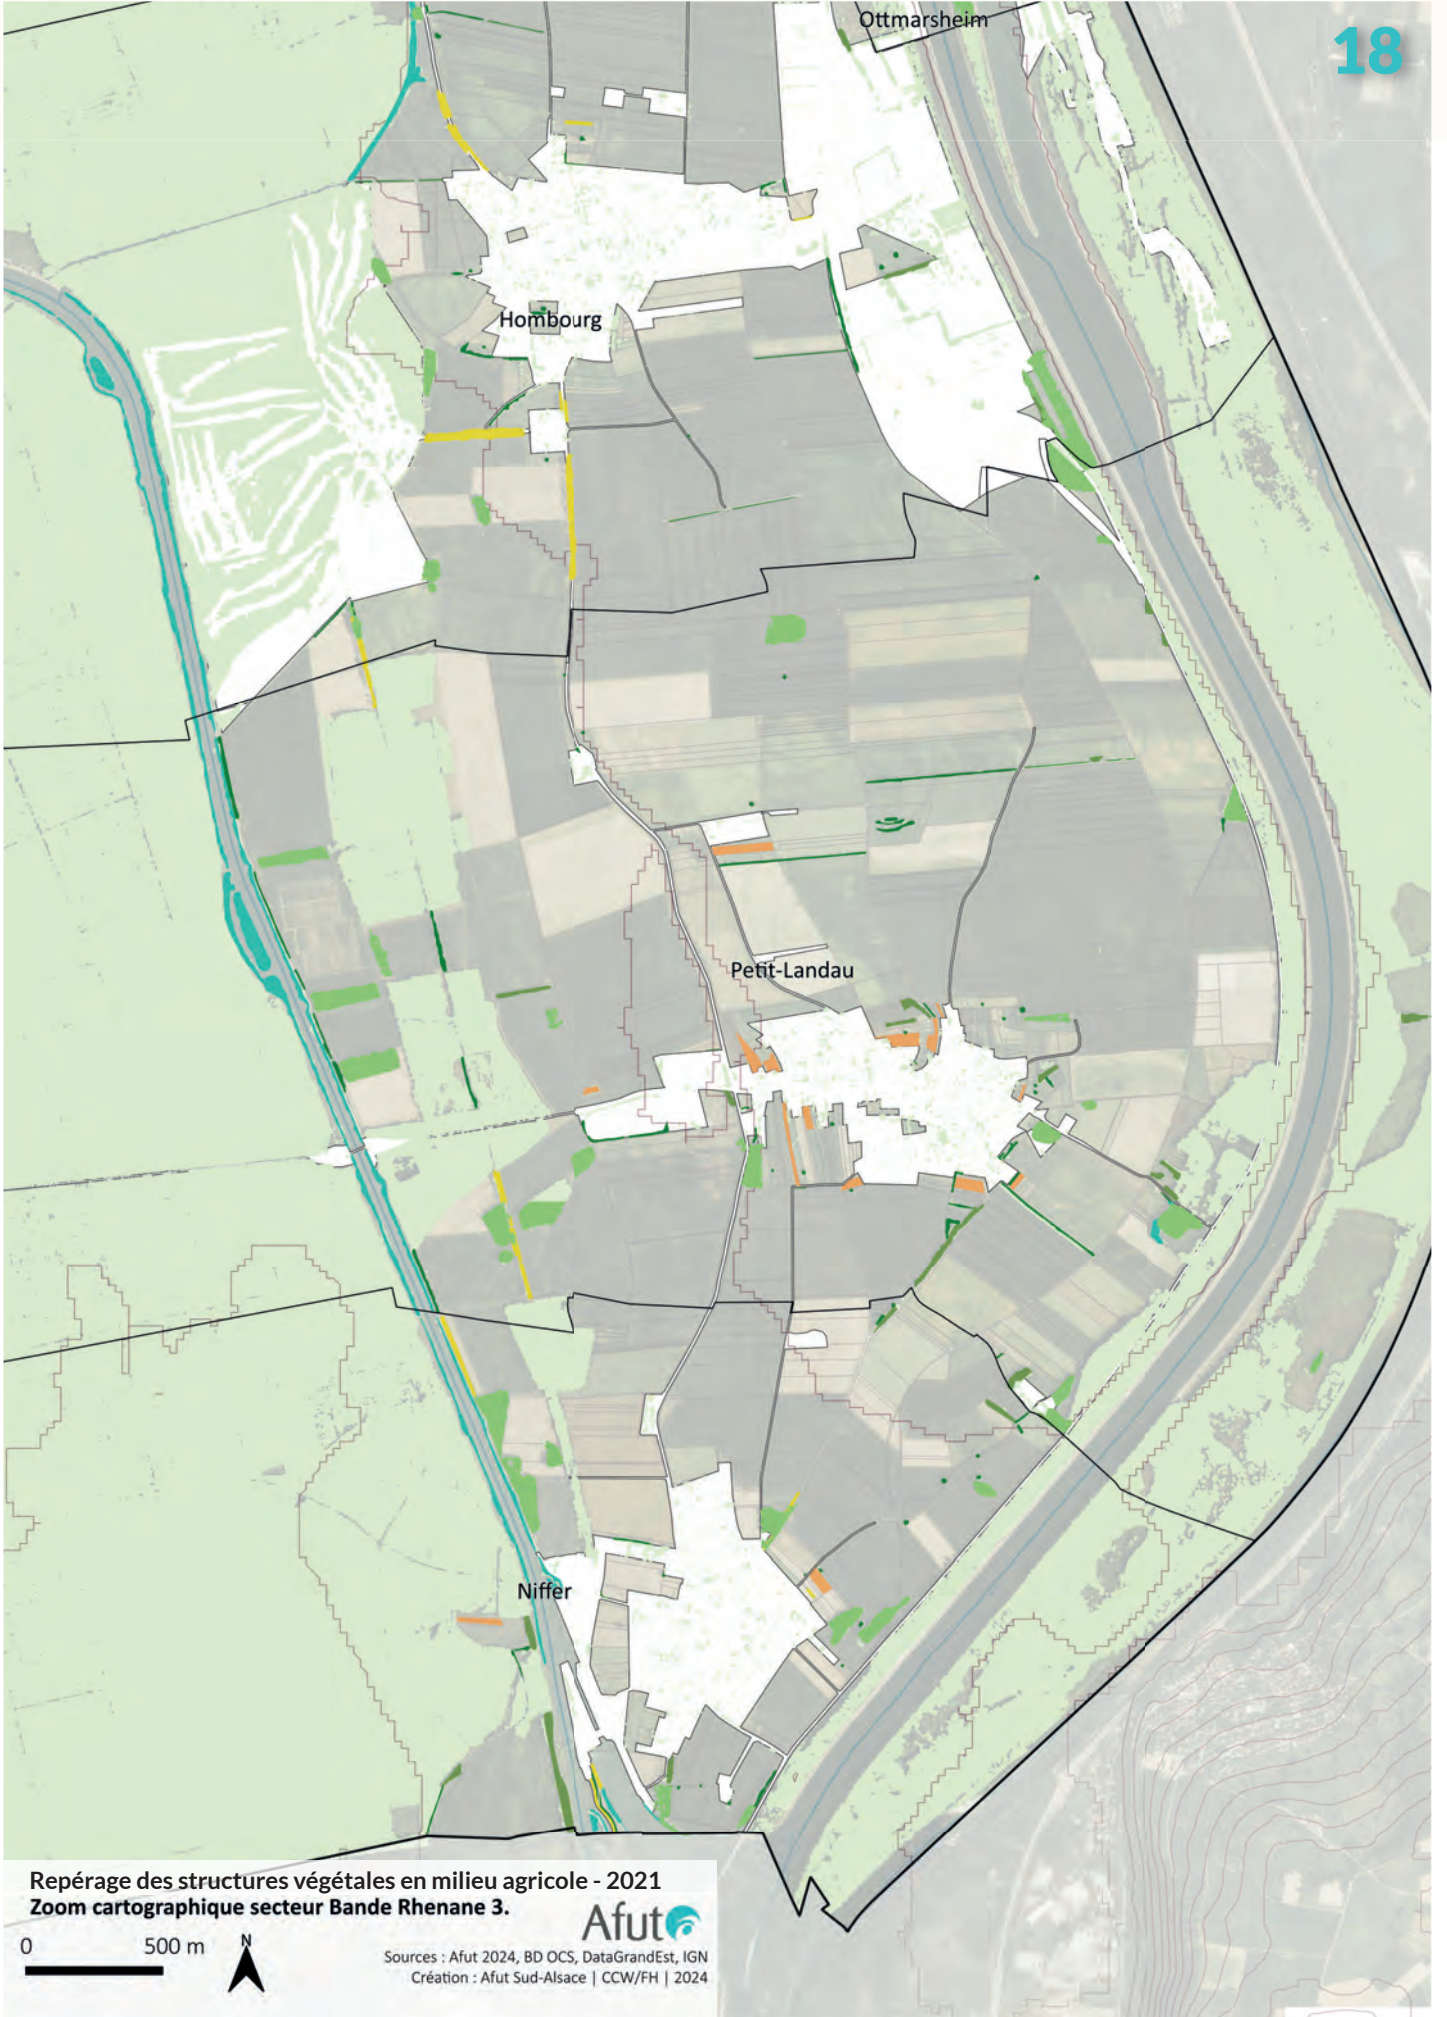 Ottmarsheim
18
Hombourg
Petit-Landau
Niffer
Repérage des structures végétales en milieu agricole - 2021
Zoom cartographique secteur Bande Rhenane 3.
Afut
0 500 m N
Sources : Afut 2024, BD OCS, DataGrandEst, IGN
Création : Afut Sud-Alsace | CCW/FH | 2024